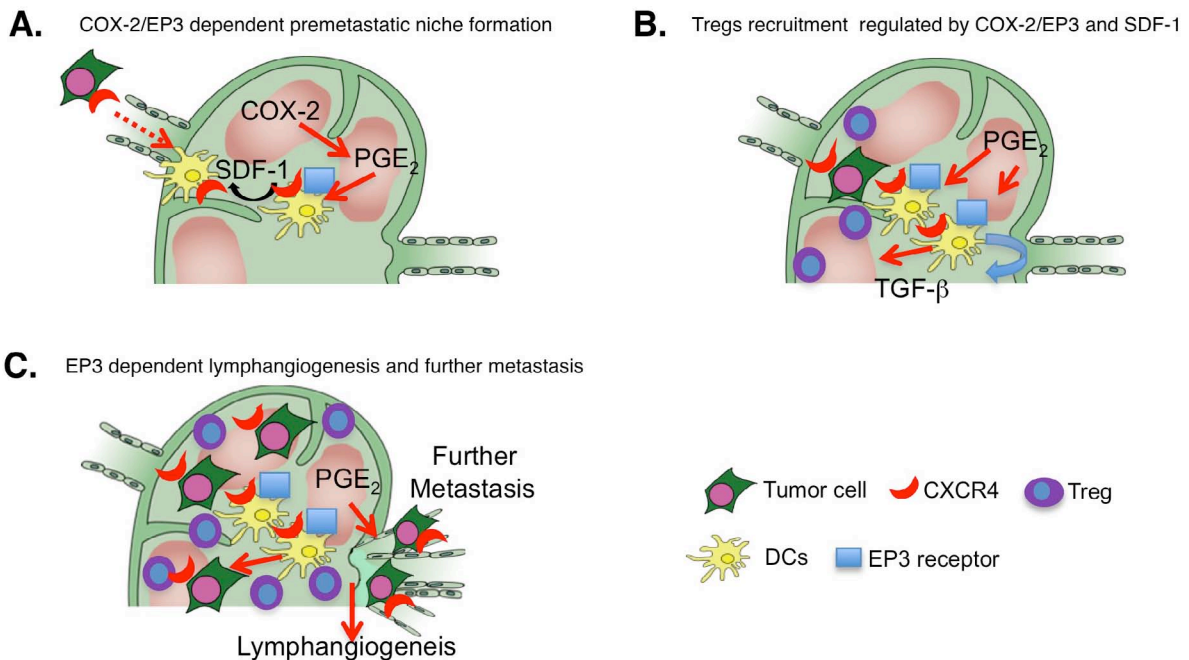 A. COX-2/EP3 dependent premetastatic niche formation
COX-2
SDF-1
PGE2
B. Tregs recruitment regulated by COX-2/EP3 and SDF-1
PGE2
TGF-β
C. EP3 dependent lymphangiogenesis and further metastasis
PGE2
Further
Metastasis
Lymphangiogeneis
Tumor cell
CXCR4
Treg
DCs
EP3 receptor